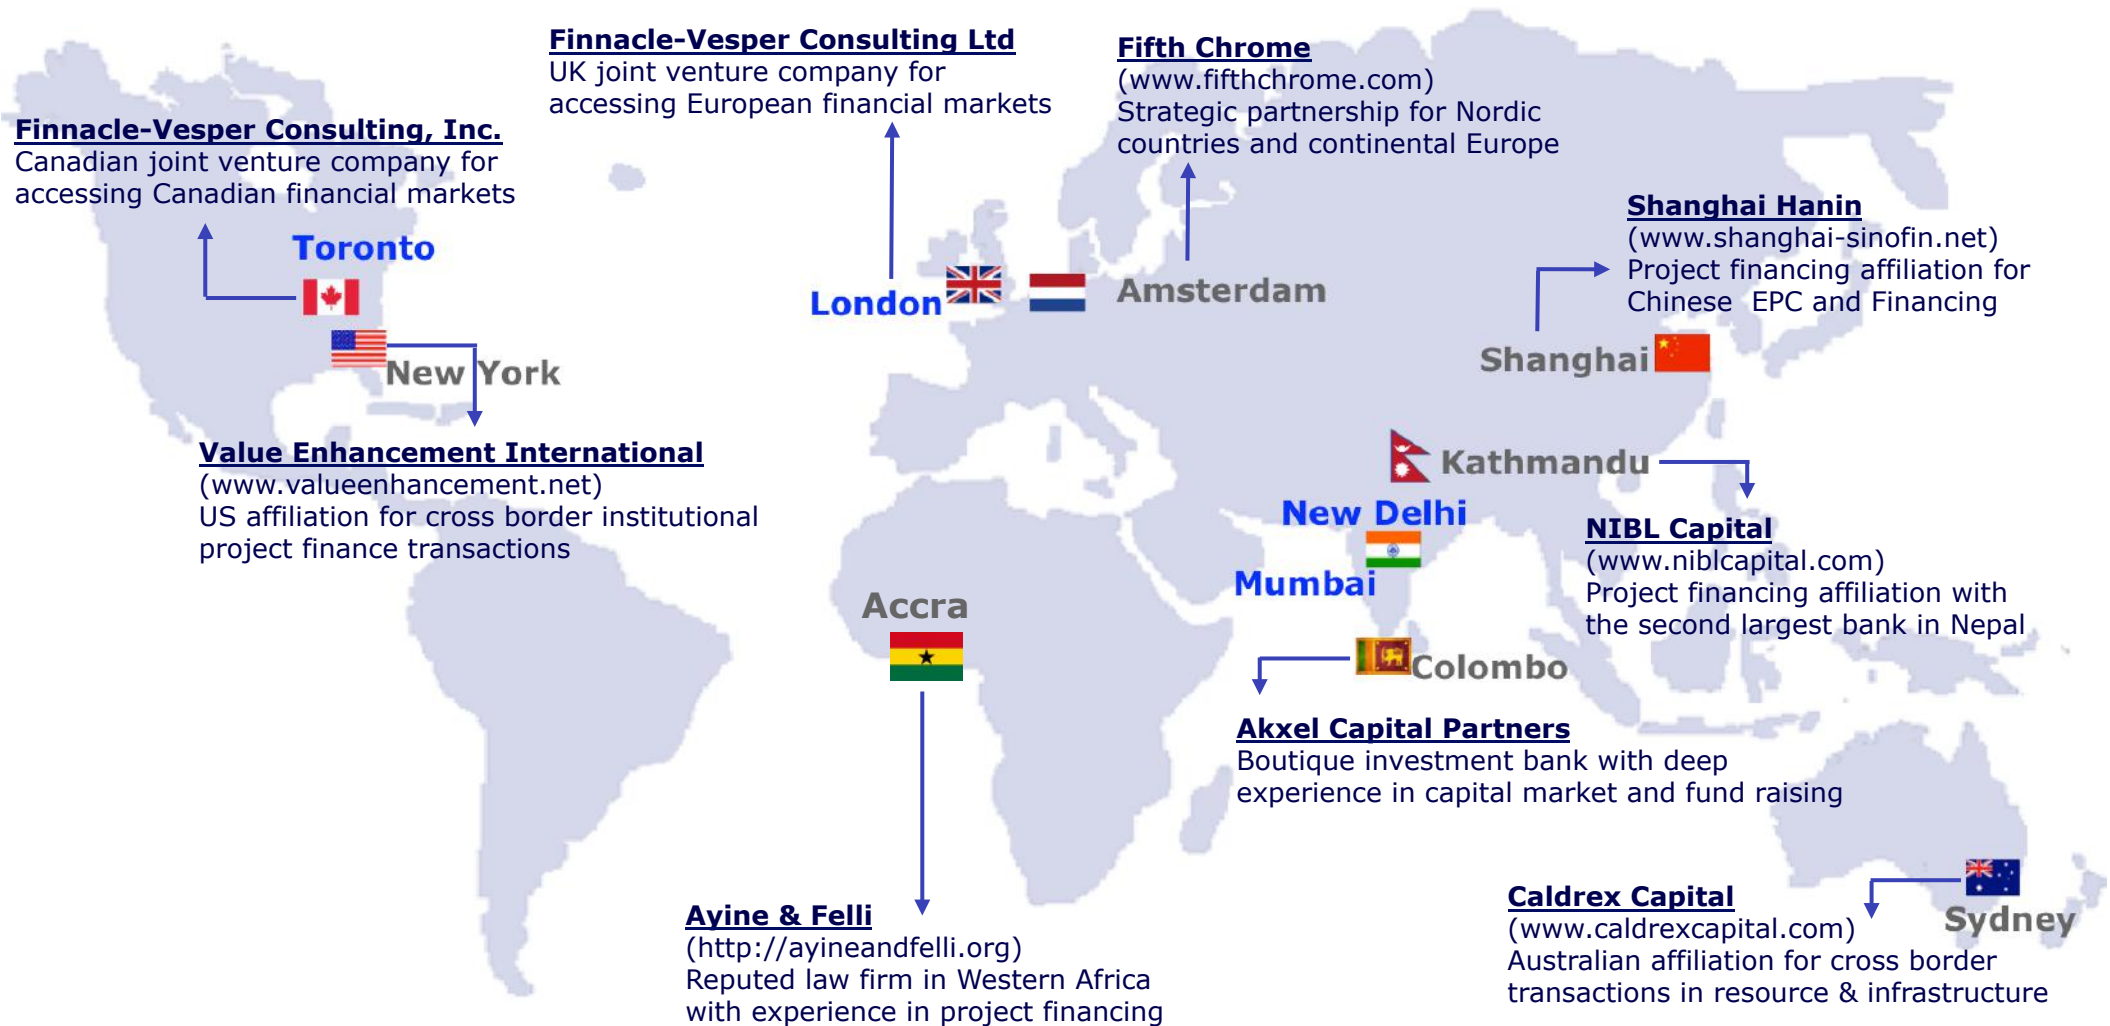 Finnacle-Vesper Consulting Ltd
UK joint venture company for
accessing European financial markets
Fifth Chrome
(www.fifthchrome.com)
Strategic partnership for Nordic
countries and continental Europe
Finnacle-Vesper Consulting, Inc.
Canadian joint venture company for
accessing Canadian financial markets
Shanghai Hanin
(www.shanghai-sinofin.net)
Project financing affiliation for
Chinese  EPC and Financing
Toronto
London
Amsterdam
Shanghai
New York
Value Enhancement International
(www.valueenhancement.net)
US affiliation for cross border institutional
project finance transactions
Kathmandu
New Delhi
Mumbai
NIBL Capital
(www.niblcapital.com)
Project financing affiliation with
the second largest bank in Nepal
Accra
Colombo
Akxel Capital Partners
Boutique investment bank with deep
experience in capital market and fund raising
Ayine & Felli
(http://ayineandfelli.org)
Reputed law firm in Western Africa
with experience in project financing
Caldrex Capital
(www.caldrexcapital.com)
Australian affiliation for cross border
transactions in resource & infrastructure
Sydney